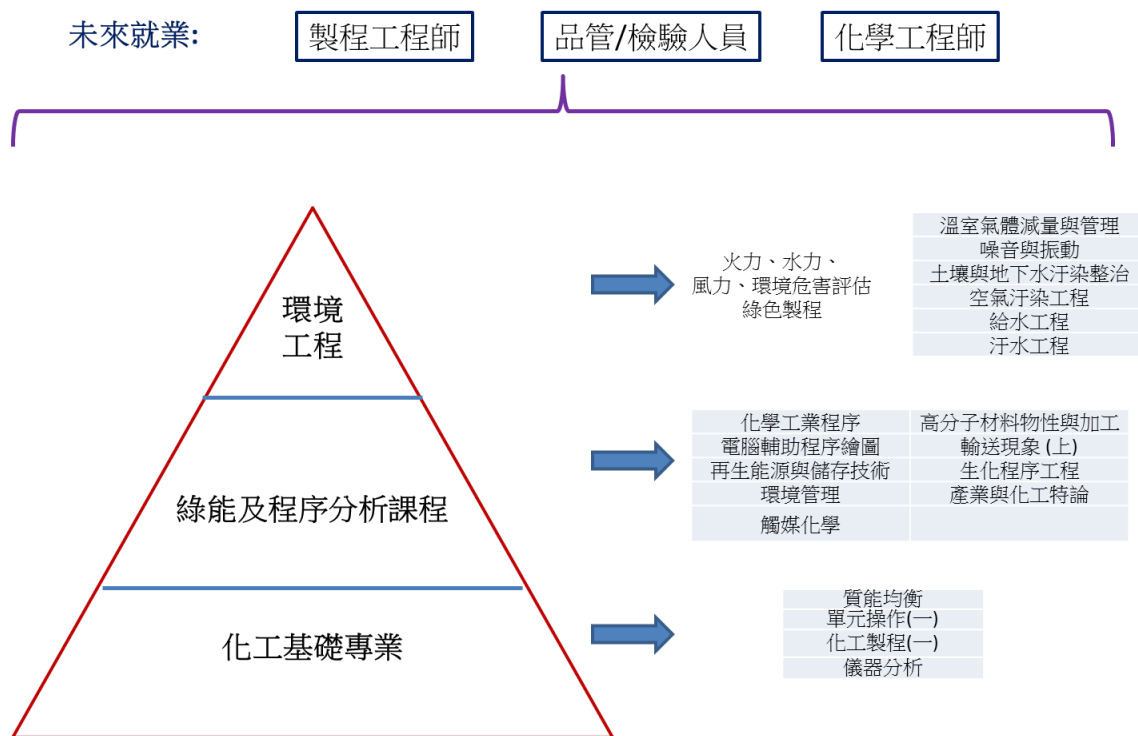 未來就業:
製程工程師
品管/檢驗人員
化學工程師
環境
工程
火力、水力、
風力、環境危害評估
綠色製程
溫室氣體減量與管理
噪音與振動
土壤與地下水汙染整治
空氣汙染工程
給水工程
汙水工程
綠能及程序分析課程
化學工業程序
高分子材料物性與加工
電腦輔助程序繪圖
輸送現象 (上)
再生能源與儲存技術
生化程序工程
環境管理
產業與化工特論
觸媒化學
化工基礎專業
質能均衡
單元操作(一)
化工製程(一)
儀器分析